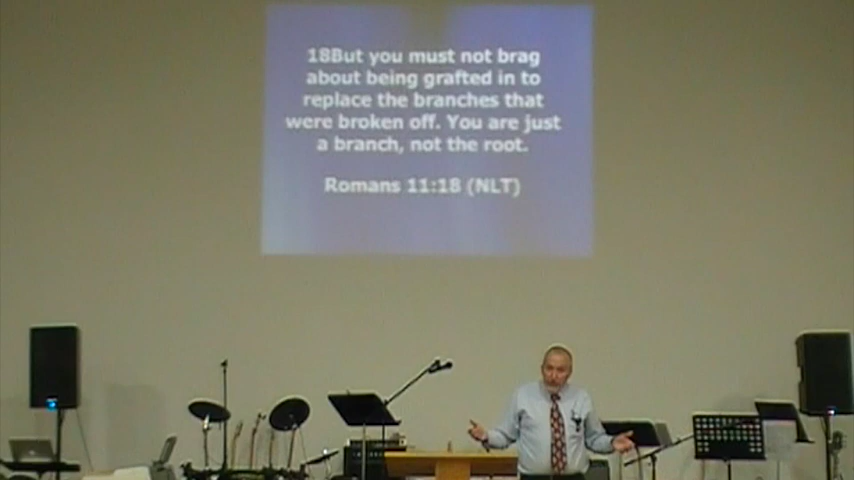 18But you must not brag
about being grafted in to
replace the branches that
were broken off. You are just
a branch, not the root.
Romans 11:18 (NLT)